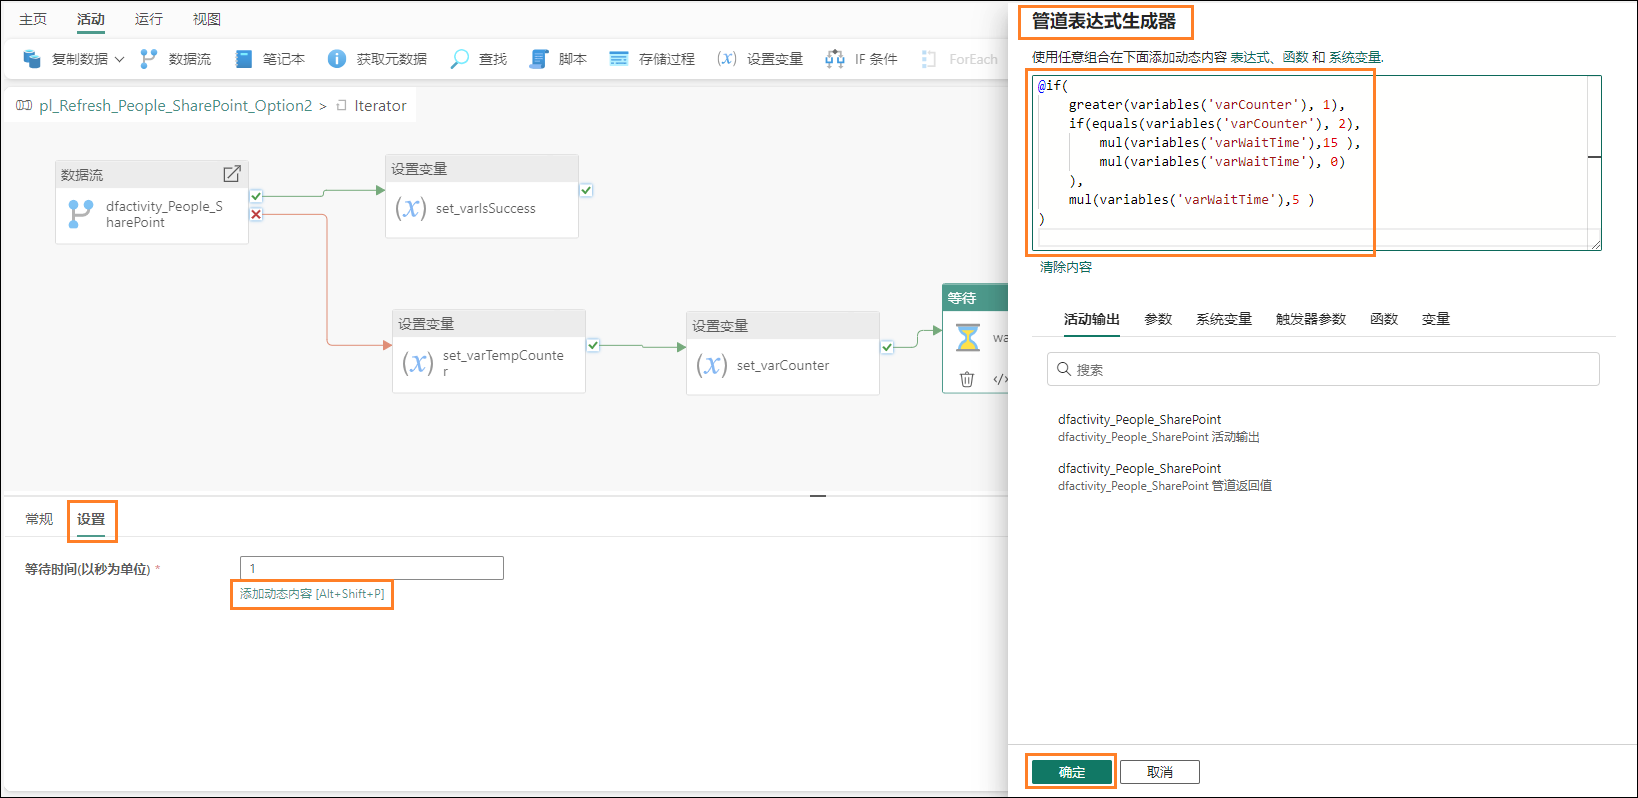 主页 活动 运行 视图
复制数据 数据流 笔记本 获取元数据 查找 脚本 存储过程 (x) 设置变量 IF 条件 ForEach
pl_Refresh_People_SharePoint_Option2 > Iterator
数据流
dfactivity_People_S
harePoint
设置变量
(x) set_varIsSuccess
设置变量
(x) set_varTempCounte
r
设置变量
(x) set_varCounter
等待
wa
常规 设置
等待时间(以秒为单位) *
1
添加动态内容 [Alt+Shift+P]
管道表达式生成器
使用任意组合在下面添加动态内容 表达式、函数 和 系统变量.
@if(
greater(variables('varCounter'), 1),
if(equals(variables('varCounter'), 2),
mul(variables('varWaitTime'),15 ),
mul(variables('varWaitTime'), 0)
),
mul(variables('varWaitTime'),5 )
)
清除内容
活动输出 参数 系统变量 触发器参数 函数 变量
搜索
dfactivity_People_SharePoint
dfactivity_People_SharePoint 活动输出
dfactivity_People_SharePoint
dfactivity_People_SharePoint 管道返回值
确定 取消